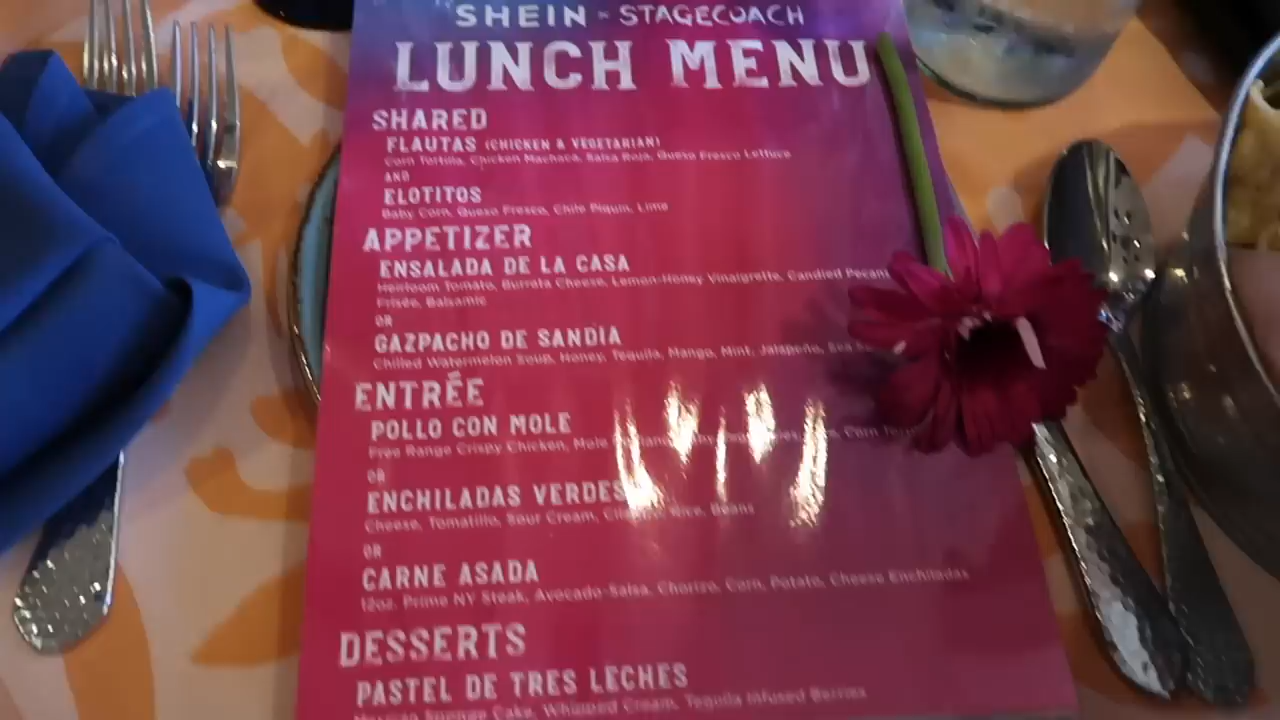 SHEIN × STAGECOACH
LUNCH MENU
SHARED
FLAUTAS (CHICKEN & VEGETARIAN)
Corn Tortilla, Chicken Machaca, Salsa Roja, Queso Fresco Lettuce
AND
ELOTITOS
Baby Corn, Queso Fresco, Chile Piquin, Lime
APPETIZER
ENSALADA DE LA CASA
Heirloom Tomato, Burrata Cheese, Lemon-Honey Vinaigrette, Candied Pecan
Frisée, Balsamic
OR
GAZPACHO DE SANDIA
Chilled Watermelon Soup, Honey, Tequila, Mango, Mint, Jalapeño, Sea
ENTRÉE
POLLO CON MOLE
Free Range Crispy Chicken, Mole Corn
OR
ENCHILADAS VERDES
Cheese, Tomatillo, Sour Cream, Rice, Beans
OR
CARNE ASADA
12oz. Prime NY Steak, Avocado-Salsa, Chorizo, Corn, Potato, Cheese Enchiladas
DESSERTS
PASTEL DE TRES LECHES
Mexican Sponge Cake, Whipped Cream, Tequila Infused Berries